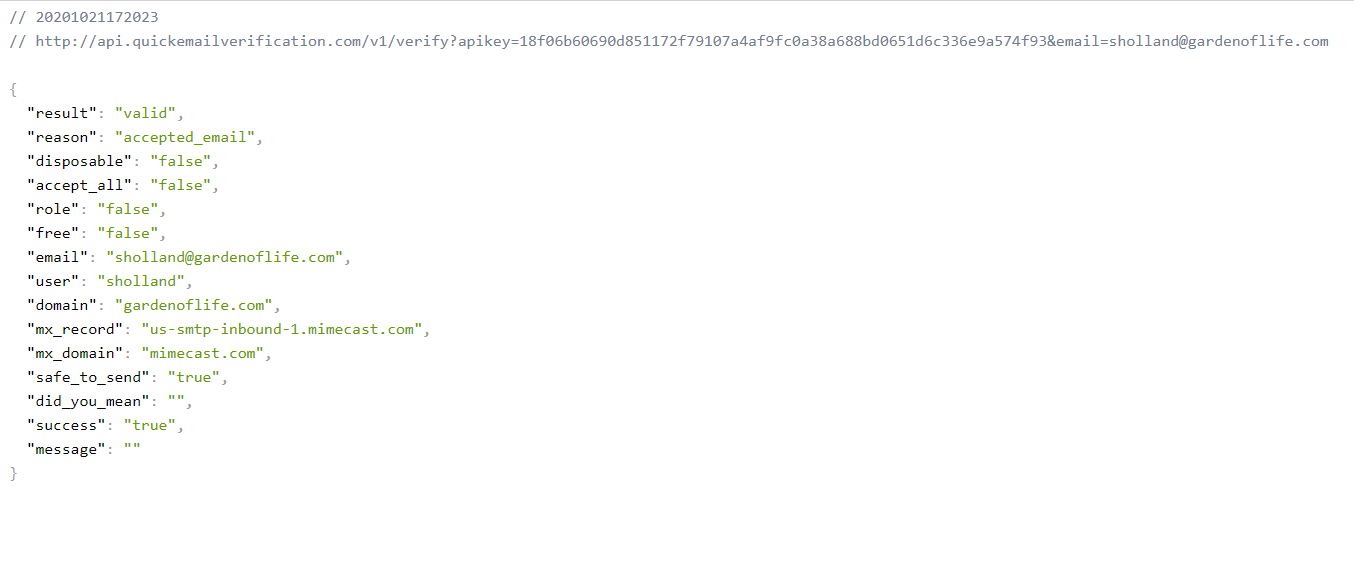 // 20201021172023
// http://api.quickemailverification.com/v1/verify?apikey=18f06b60690d851172f79107a4af9fc0a38a688bd0651d6c336e9a574f93&email=sholland@gardenoflife.com
{
"result": "valid",
"reason": "accepted_email",
"disposable": "false",
"accept_all": "false",
"role": "false",
"free": "false",
"email": "sholland@gardenoflife.com",
"user": "sholland",
"domain": "gardenoflife.com",
"mx_record": "us-smtp-inbound-1.mimecast.com",
"mx_domain": "mimecast.com",
"safe_to_send": "true",
"did_you_mean": "",
"success": "true",
"message": ""
}